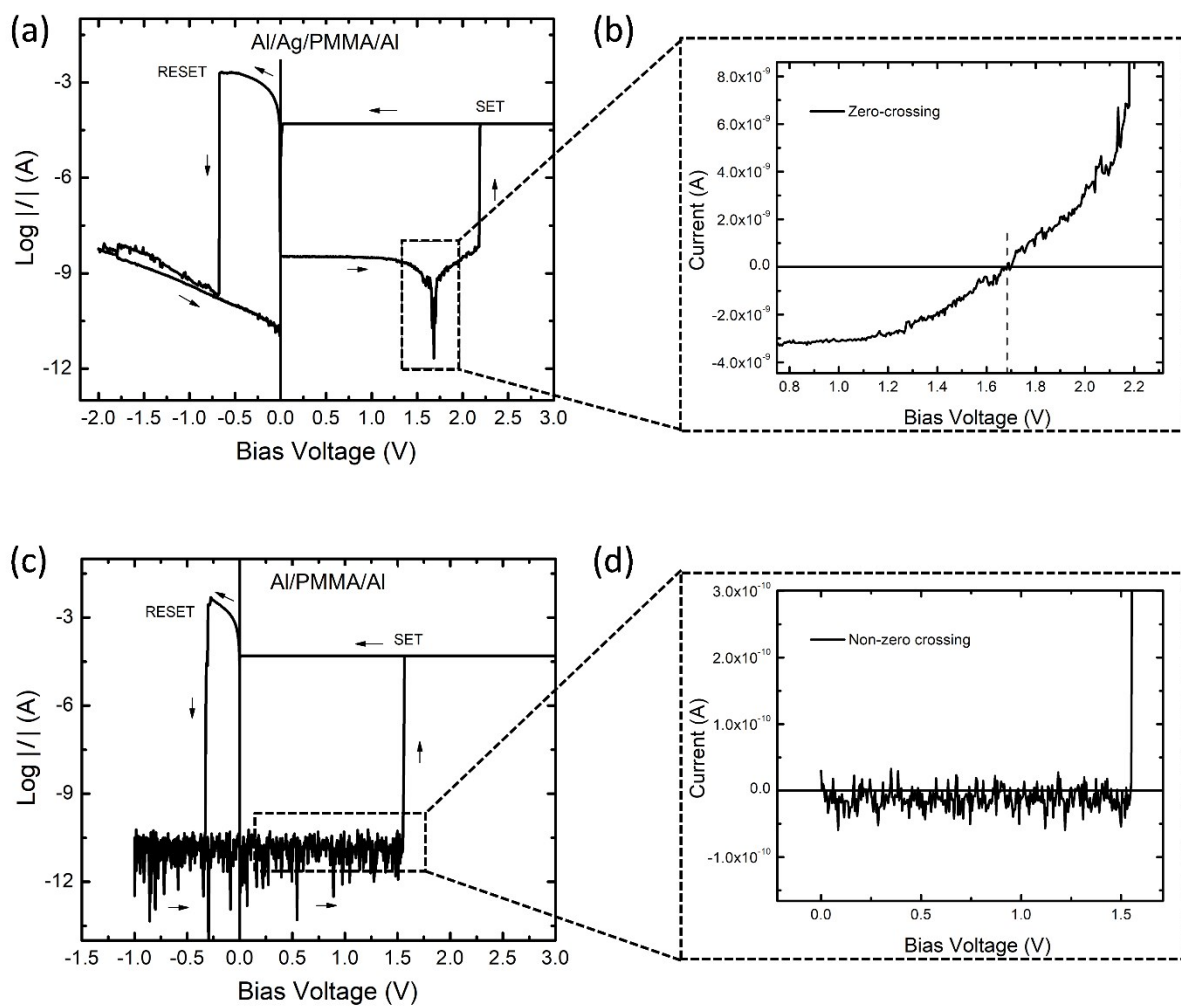 (a)
Al/Ag/PMMA/Al
RESET
SET
-3
-6
-9
-12
Log |I| (A)
-2.0 -1.5 -1.0 -0.5 0.0 0.5 1.0 1.5 2.0 2.5 3.0
Bias Voltage (V)
(b)
Zero-crossing
8.0x10⁻⁹
6.0x10⁻⁹
4.0x10⁻⁹
2.0x10⁻⁹
0.0
-2.0x10⁻⁹
-4.0x10⁻⁹
Current (A)
0.8 1.0 1.2 1.4 1.6 1.8 2.0 2.2
Bias Voltage (V)
(c)
Al/PMMA/Al
RESET
SET
-3
-6
-9
-12
Log |I| (A)
-1.5 -1.0 -0.5 0.0 0.5 1.0 1.5 2.0 2.5 3.0
Bias Voltage (V)
(d)
Non-zero crossing
3.0x10⁻¹⁰
2.0x10⁻¹⁰
1.0x10⁻¹⁰
0.0
-1.0x10⁻¹⁰
Current (A)
0.0 0.5 1.0 1.5
Bias Voltage (V)